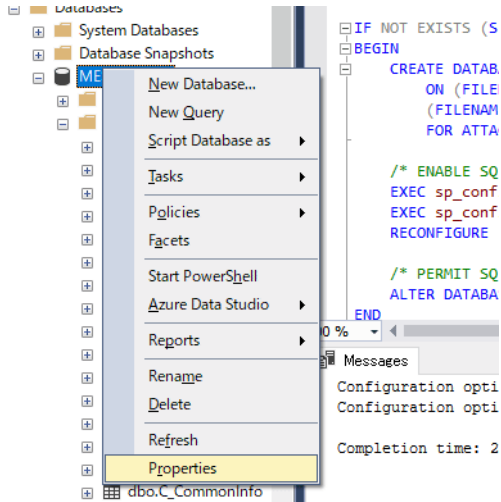 Databases
System Databases
Database Snapshots
ME
New Database...
New Query
Script Database as
Tasks
Policies
Facets
Start PowerShell
Azure Data Studio
Reports
Rename
Delete
Refresh
Properties
dbo.C_CommonInfo
IF NOT EXISTS (S
BEGIN
CREATE DATABA
ON (FILEN
(FILENAM
FOR ATTA
/* ENABLE SQ
EXEC sp_conf
EXEC sp_conf
RECONFIGURE
/* PERMIT SQ
ALTER DATABA
END
0 %
Messages
Configuration opti
Configuration opti
Completion time: 2